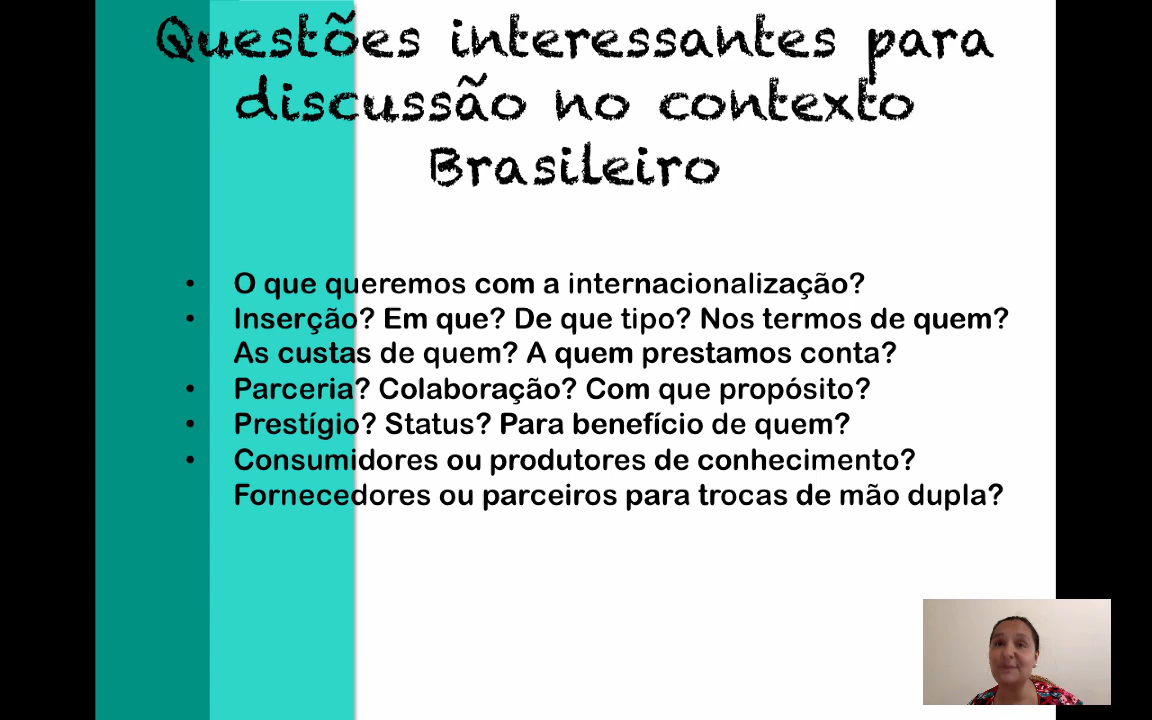 Questões interessantes para
discussão no contexto
Brasileiro
• O que queremos com a internacionalização?
• Inserção? Em que? De que tipo? Nos termos de quem?
As custas de quem? A quem prestamos conta?
• Parceria? Colaboração? Com que propósito?
• Prestígio? Status? Para benefício de quem?
• Consumidores ou produtores de conhecimento?
Fornecedores ou parceiros para trocas de mão dupla?